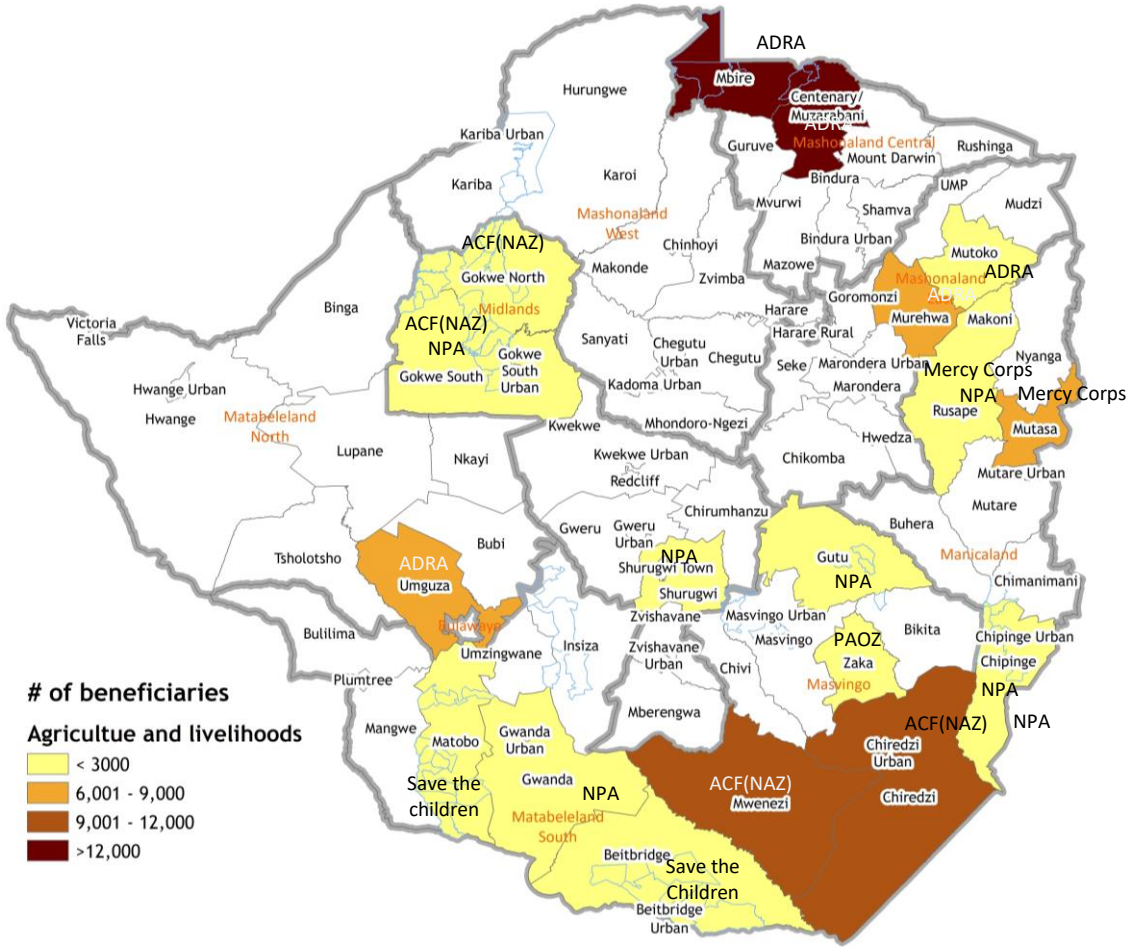 ADRA
Mbire
Hurungwe
Centenary/
Muzarabani
ADRA
Mashonaland Central
Kariba Urban
Guruve
Mount Darwin
Rushinga
Karoi
Kariba
Bindura
UMP
Mvurwi
Shamva
Mudzi
Mashonaland
West
Chinhoyi
Bindura Urban
ACF(NAZ)
Mutoko
Makonde
Mazowe
Gokwe North
Zvimba
Mashonaland
ADRA
Binga
Goromonzi
ADRA
Midlands
Harare
Murehwa
Makoni
Victoria
Falls
ACF(NAZ)
Harare Rural
NPA
Sanyati
Chegutu
Urban
Chegutu
Nyanga
Gokwe
South
Urban
Seke
Marondera Urban
Gokwe South
Mercy Corps
Hwange Urban
Kadoma Urban
Marondera
NPA
Mercy Corps
Hwange
Rusape
Matabeleland
North
Mhondoro-Ngezi
Mutasa
Kwekwe
Hwedza
Lupane
Nkayi
Kwekwe Urban
Chikomba
Redcliff
Mutare Urban
Chirumhanzu
Mutare
Gweru
Gweru
Urban
Buhera
Bubi
Tsholotsho
ADRA
NPA
Gutu
Manicaland
Umguza
Shurugwi Town
NPA
Chimanimani
Shurugwi
Bulawayo
Zvishavane
Masvingo Urban
Bulilima
Insiza
Masvingo
PAOZ
Bikita
Chipinge Urban
Umzingwane
Zvishavane
Urban
Chivi
Zaka
Chipinge
Plumtree
Masvingo
NPA
# of beneficiaries
Mberengwa
Mangwe
ACF(NAZ)
NPA
Agricultue and livelihoods
Matobo
Gwanda
Urban
Chiredzi
Urban
< 3000
Gwanda
ACF(NAZ)
Save the
children
NPA
Mwenezi
Chiredzi
6,001 - 9,000
9,001 - 12,000
Matabeleland
South
>12,000
Beitbridge
Save the
Children
Beitbridge
Urban